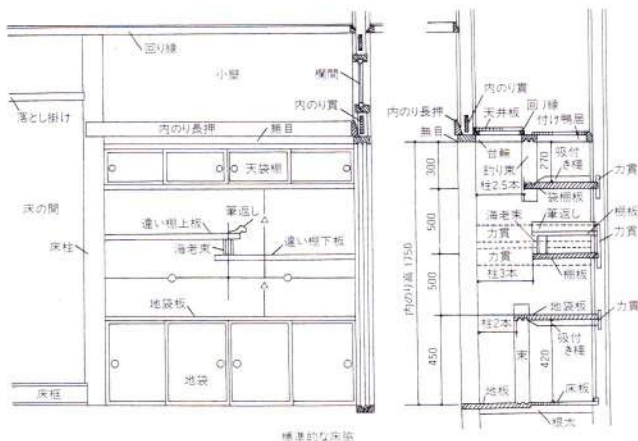 回り縁
小壁
欄間
落とし掛け
内のり貫
内のり長押
無目
天袋棚
床の間
床柱
筆返し
違い棚上板
海老束
違い棚下板
地袋板
地袋
床框
内のり貫
内のり長押
天井板
回り縁
付け鴨居
無目
台輪
釣り束
吸付き桟
力貫
柱2.5本
袋棚板
270
300
500
500
450
内のり高 1750
海老束
筆返し
棚板
力貫
力貫
力貫
柱3本
棚板
地袋板
力貫
柱2本
吸付き桟
束
420
地板
床板
根太
標準的な床脇